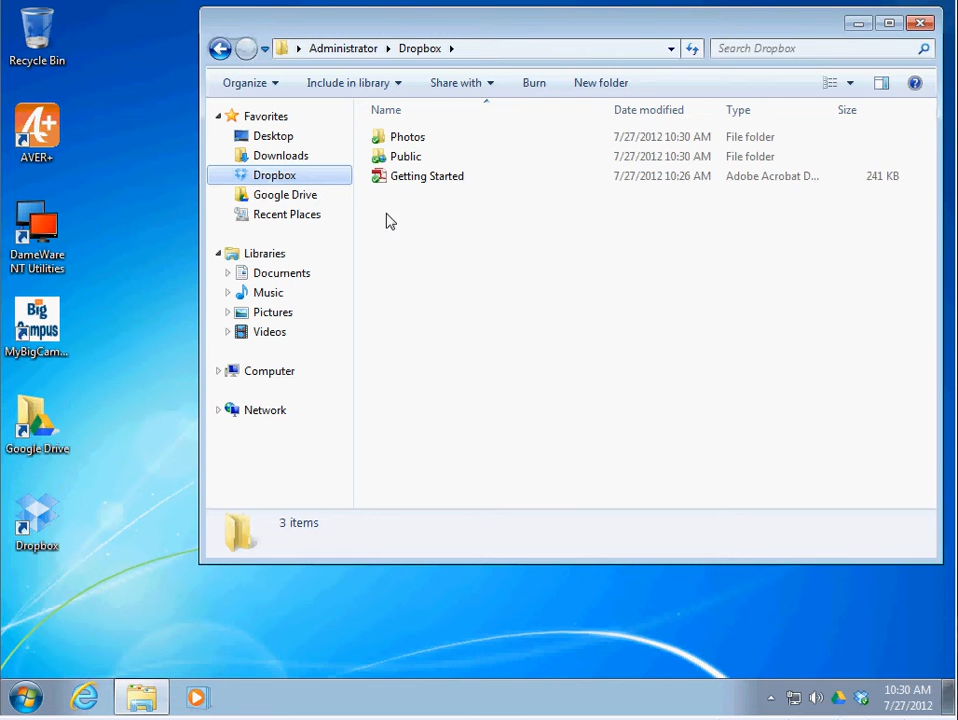 Recycle Bin
AVER+
DameWare
NT Utilities
Big
Campus
MyBigCam...
Google Drive
Dropbox
Administrator
Dropbox
Search Dropbox
Organize
Include in library
Share with
Burn
New folder
Favorites
Desktop
Downloads
Dropbox
Google Drive
Recent Places
Libraries
Documents
Music
Pictures
Videos
Computer
Network
Name Date modified Type Size
Photos 7/27/2012 10:30 AM File folder
Public 7/27/2012 10:30 AM File folder
Getting Started 7/27/2012 10:26 AM Adobe Acrobat D... 241 KB
3 items
10:30 AM
7/27/2012